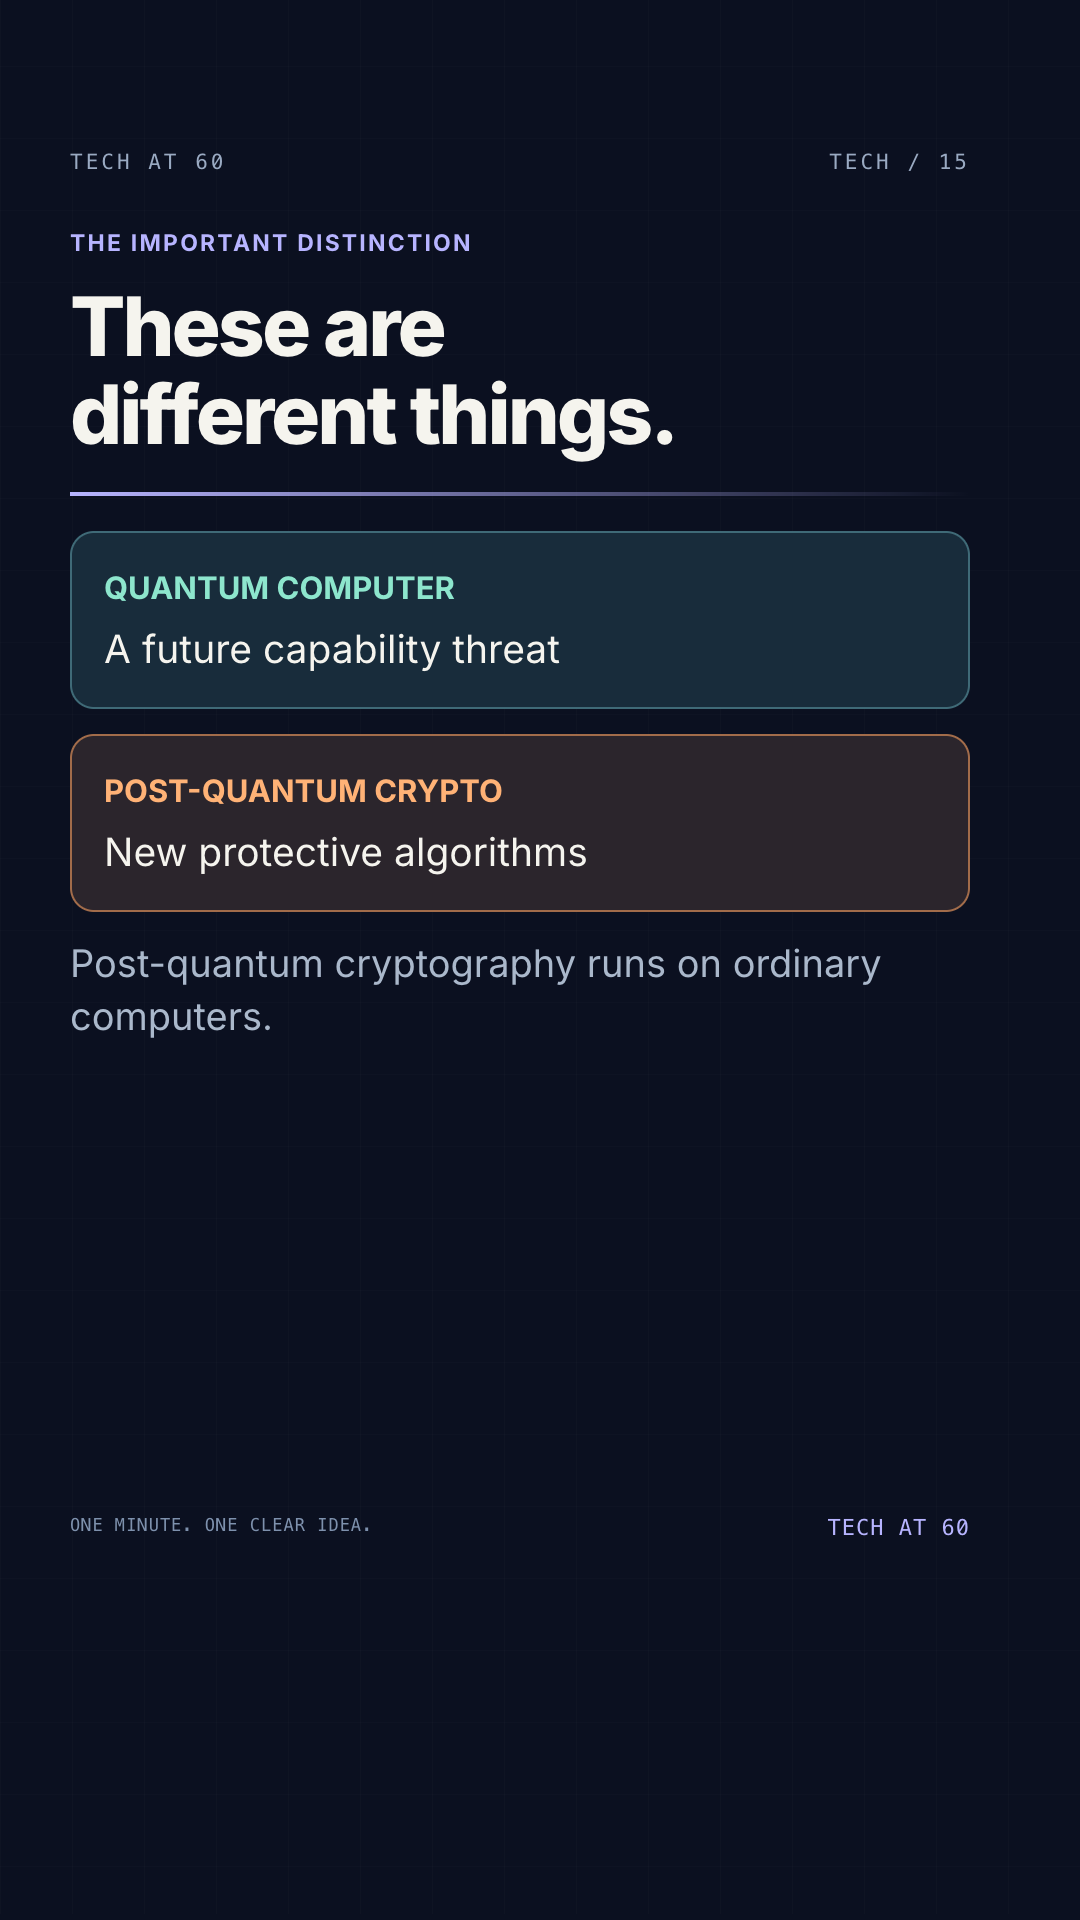 TECH AT 60
TECH / 15
THE IMPORTANT DISTINCTION
These are
different things.
QUANTUM COMPUTER
A future capability threat
POST-QUANTUM CRYPTO
New protective algorithms
Post-quantum cryptography runs on ordinary
computers.
ONE MINUTE. ONE CLEAR IDEA.
TECH AT 60